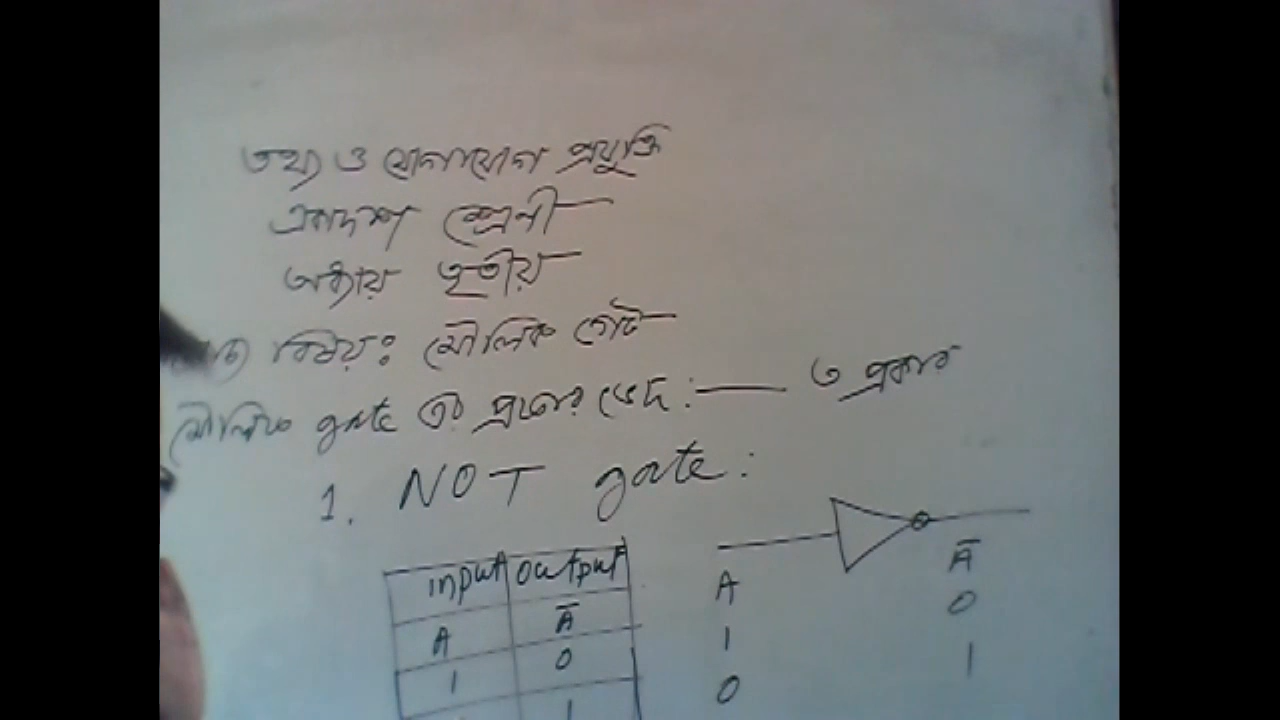 তথ্য ও যোগাযোগ প্রযুক্তি
একাদশ শ্রেনী
অধ্যায় তৃতীয়
বিষয়ঃ মৌলিক গেট
মৌলিক gate এর প্রকার ভেদ : ৩ প্রকার
1. NOT gate :
input output
A Ā
1 0
1
A Ā
1 0
0 1